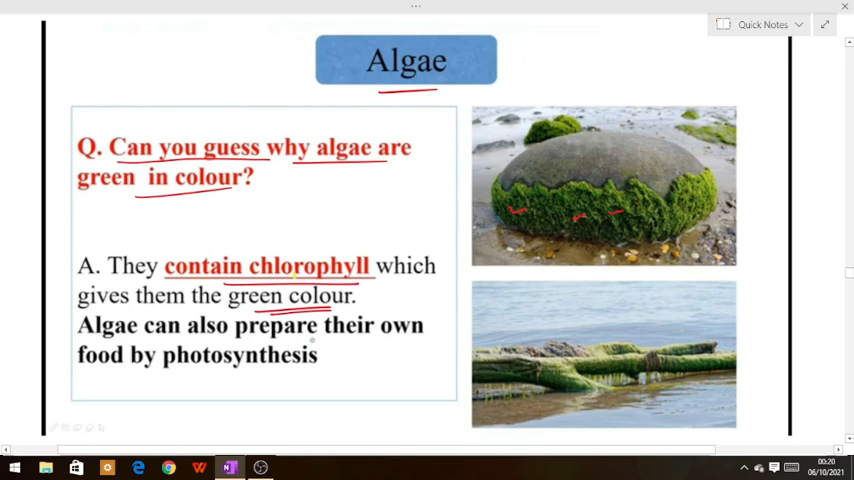 Quick Notes
Algae
Q. Can you guess why algae are
green in colour?
A. They contain chlorophyll which
gives them the green colour.
Algae can also prepare their own
food by photosynthesis
00:20
06/10/2021